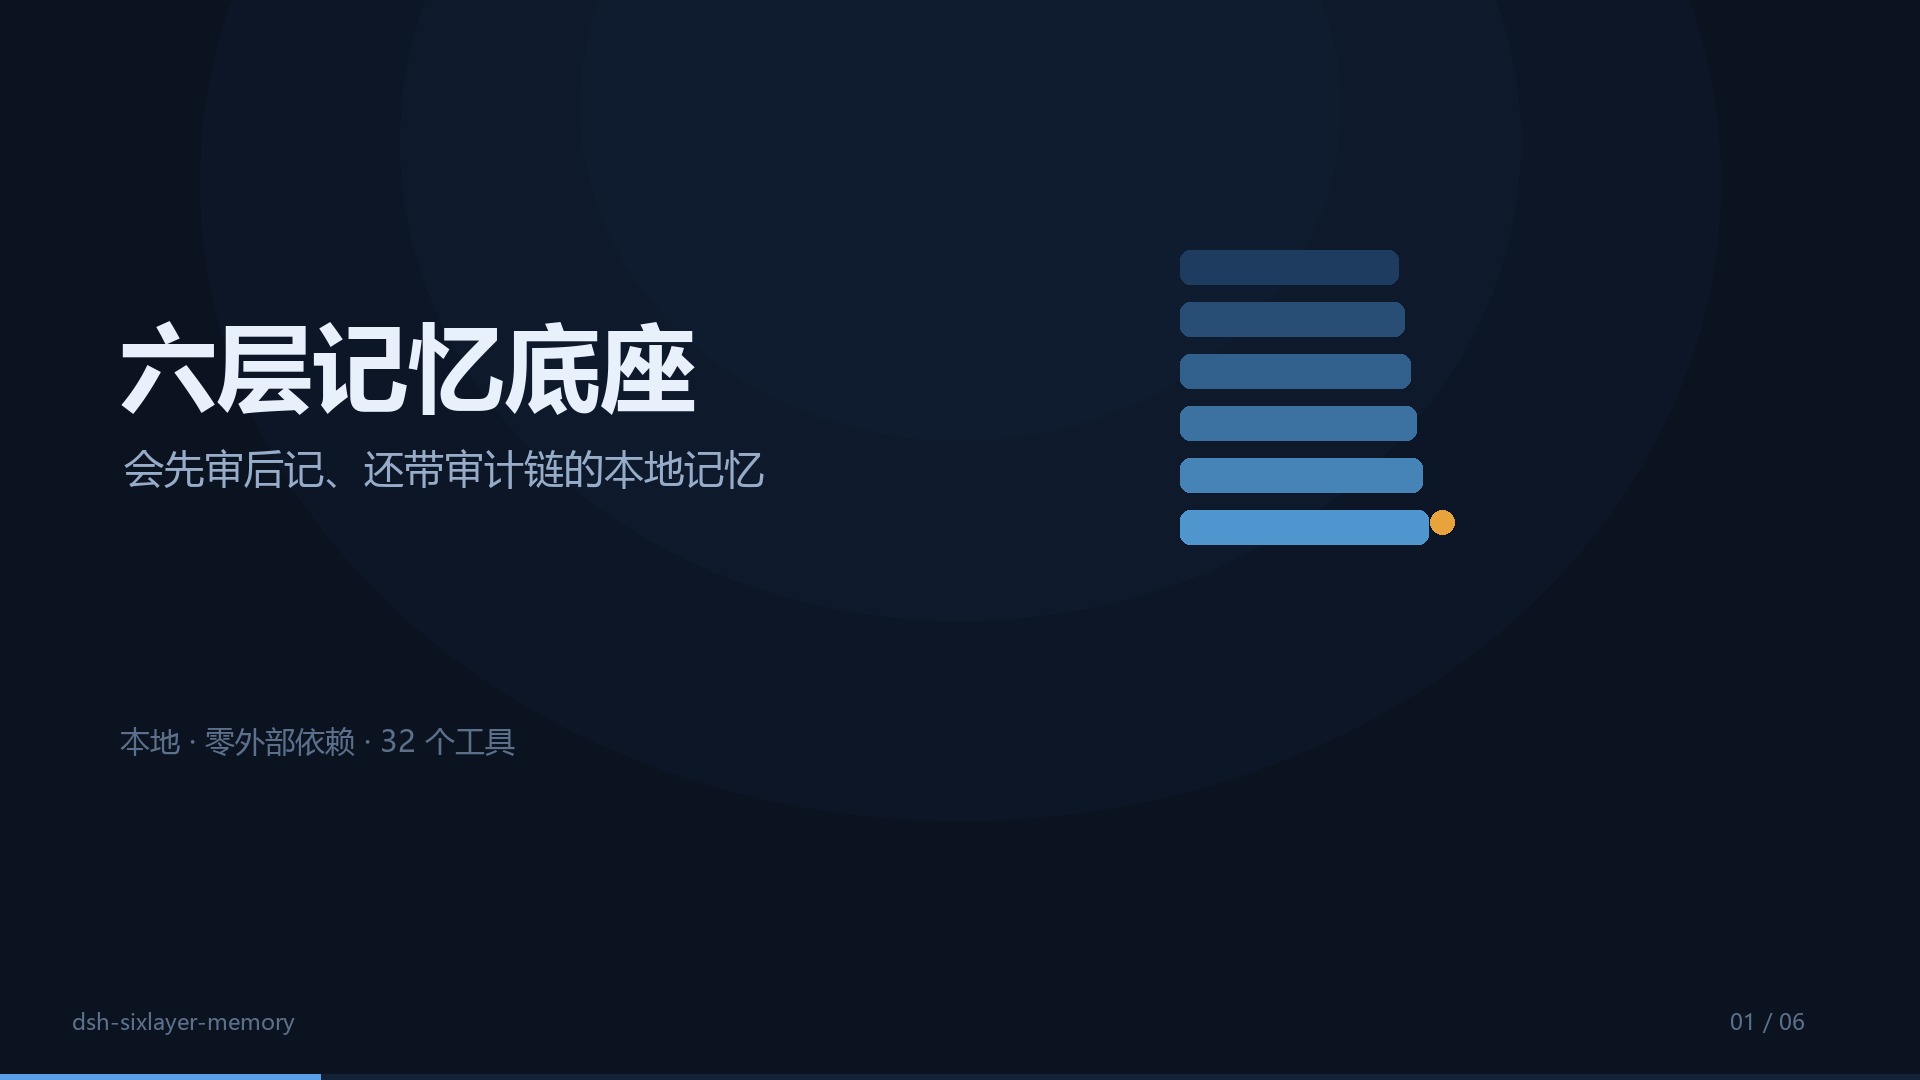 六层记忆底座
会先审后记、还带审计链的本地记忆
本地 · 零外部依赖 · 32 个工具
dsh-sixlayer-memory
01 / 06